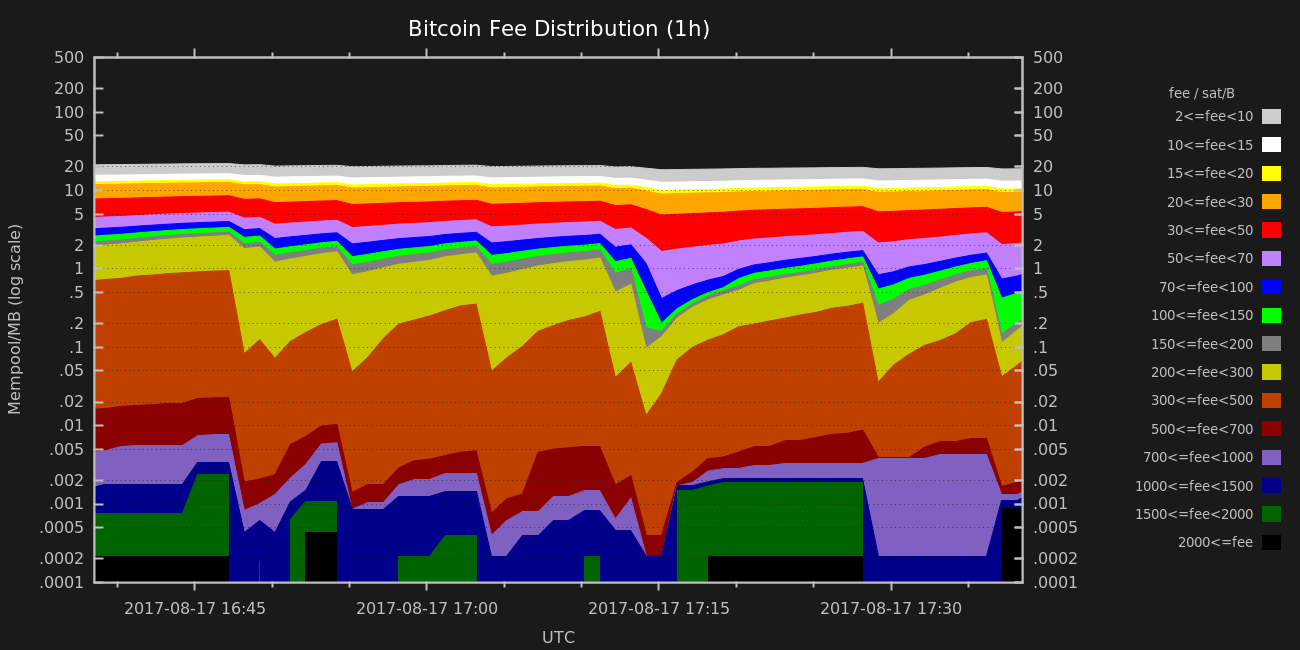 Bitcoin Fee Distribution (1h)
500
200
100
50
20
10
5
2
1
.5
.2
.1
.05
.02
.01
.005
.002
.001
.0005
.0002
.0001
Mempool/MB (log scale)
500
200
100
50
20
10
5
2
1
.5
.2
.1
.05
.02
.01
.005
.002
.001
.0005
.0002
.0001
2017-08-17 16:45
2017-08-17 17:00
2017-08-17 17:15
2017-08-17 17:30
UTC
fee / sat/B
2<=fee<10
10<=fee<15
15<=fee<20
20<=fee<30
30<=fee<50
50<=fee<70
70<=fee<100
100<=fee<150
150<=fee<200
200<=fee<300
300<=fee<500
500<=fee<700
700<=fee<1000
1000<=fee<1500
1500<=fee<2000
2000<=fee